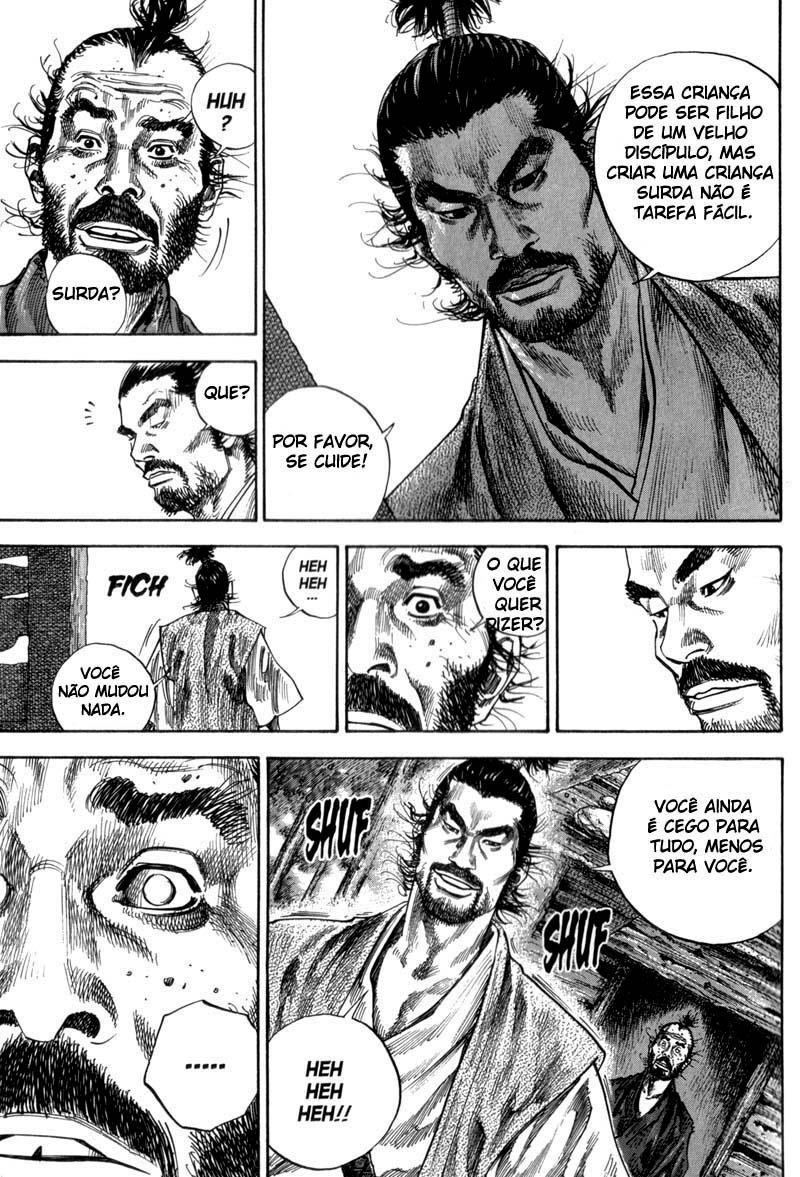 ESSA CRIANÇA
PODE SER FILHO
DE UM VELHO
DISCÍPULO, MAS
CRIAR UMA CRIANÇA
SURDA NÃO É
TAREFA FÁCIL.
POR FAVOR,
SE CUIDE!
HUH
?
SURDA?
QUE?
O QUE
VOCÊ
QUER
DIZER?
HEH
HEH
...
FICH
VOCÊ
NÃO MUDOU
NADA.
VOCÊ AINDA
É CEGO PARA
TUDO, MENOS
PARA VOCÊ.
SHUF
SHUF
HEH
HEH
HEH!!
.....